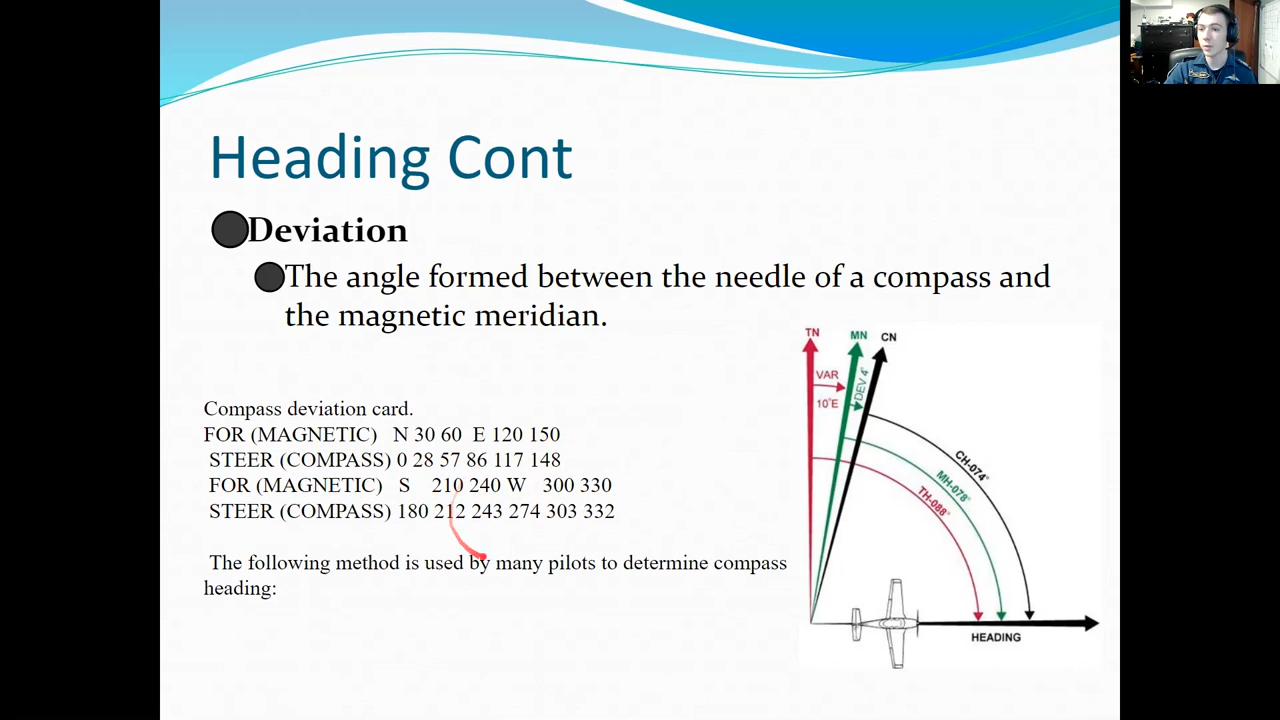 Heading Cont
Deviation
The angle formed between the needle of a compass and
the magnetic meridian.
Compass deviation card.
FOR (MAGNETIC) N 30 60 E 120 150
STEER (COMPASS) 0 28 57 86 117 148
FOR (MAGNETIC) S 210 240 W 300 330
STEER (COMPASS) 180 212 243 274 303 332
The following method is used by many pilots to determine compass
heading:
TN
MN
CN
VAR
10°E
DEV 4°
CH-074°
MH-078°
TH-088°
HEADING